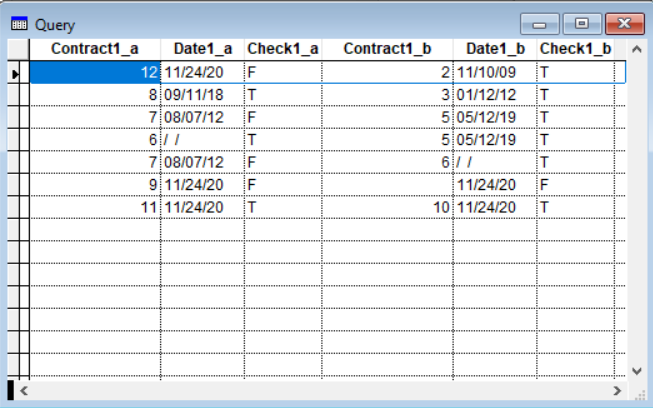 Query
Contract1_a Date1_a Check1_a Contract1_b Date1_b Check1_b
12 11/24/20 F 2 11/10/09 T
8 09/11/18 T 3 01/12/12 T
7 08/07/12 F 5 05/12/19 T
6 / / T 5 05/12/19 T
7 08/07/12 F 6 / / T
9 11/24/20 F 11/24/20 F
11 11/24/20 T 10 11/24/20 T